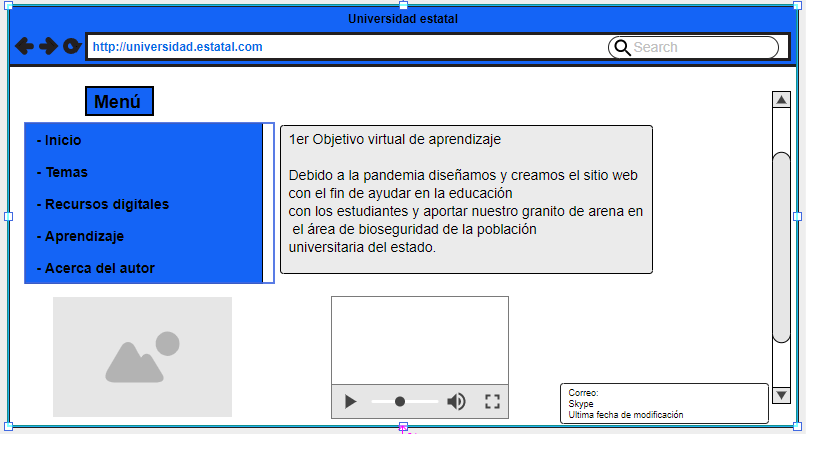 Universidad estatal
http://universidad.estatal.com
Search
Menú
- Inicio
- Temas
- Recursos digitales
- Aprendizaje
- Acerca del autor
1er Objetivo virtual de aprendizaje
Debido a la pandemia diseñamos y creamos el sitio web
con el fin de ayudar en la educación
con los estudiantes y aportar nuestro granito de arena en
el área de bioseguridad de la población
universitaria del estado.
Correo:
Skype
Ultima fecha de modificación